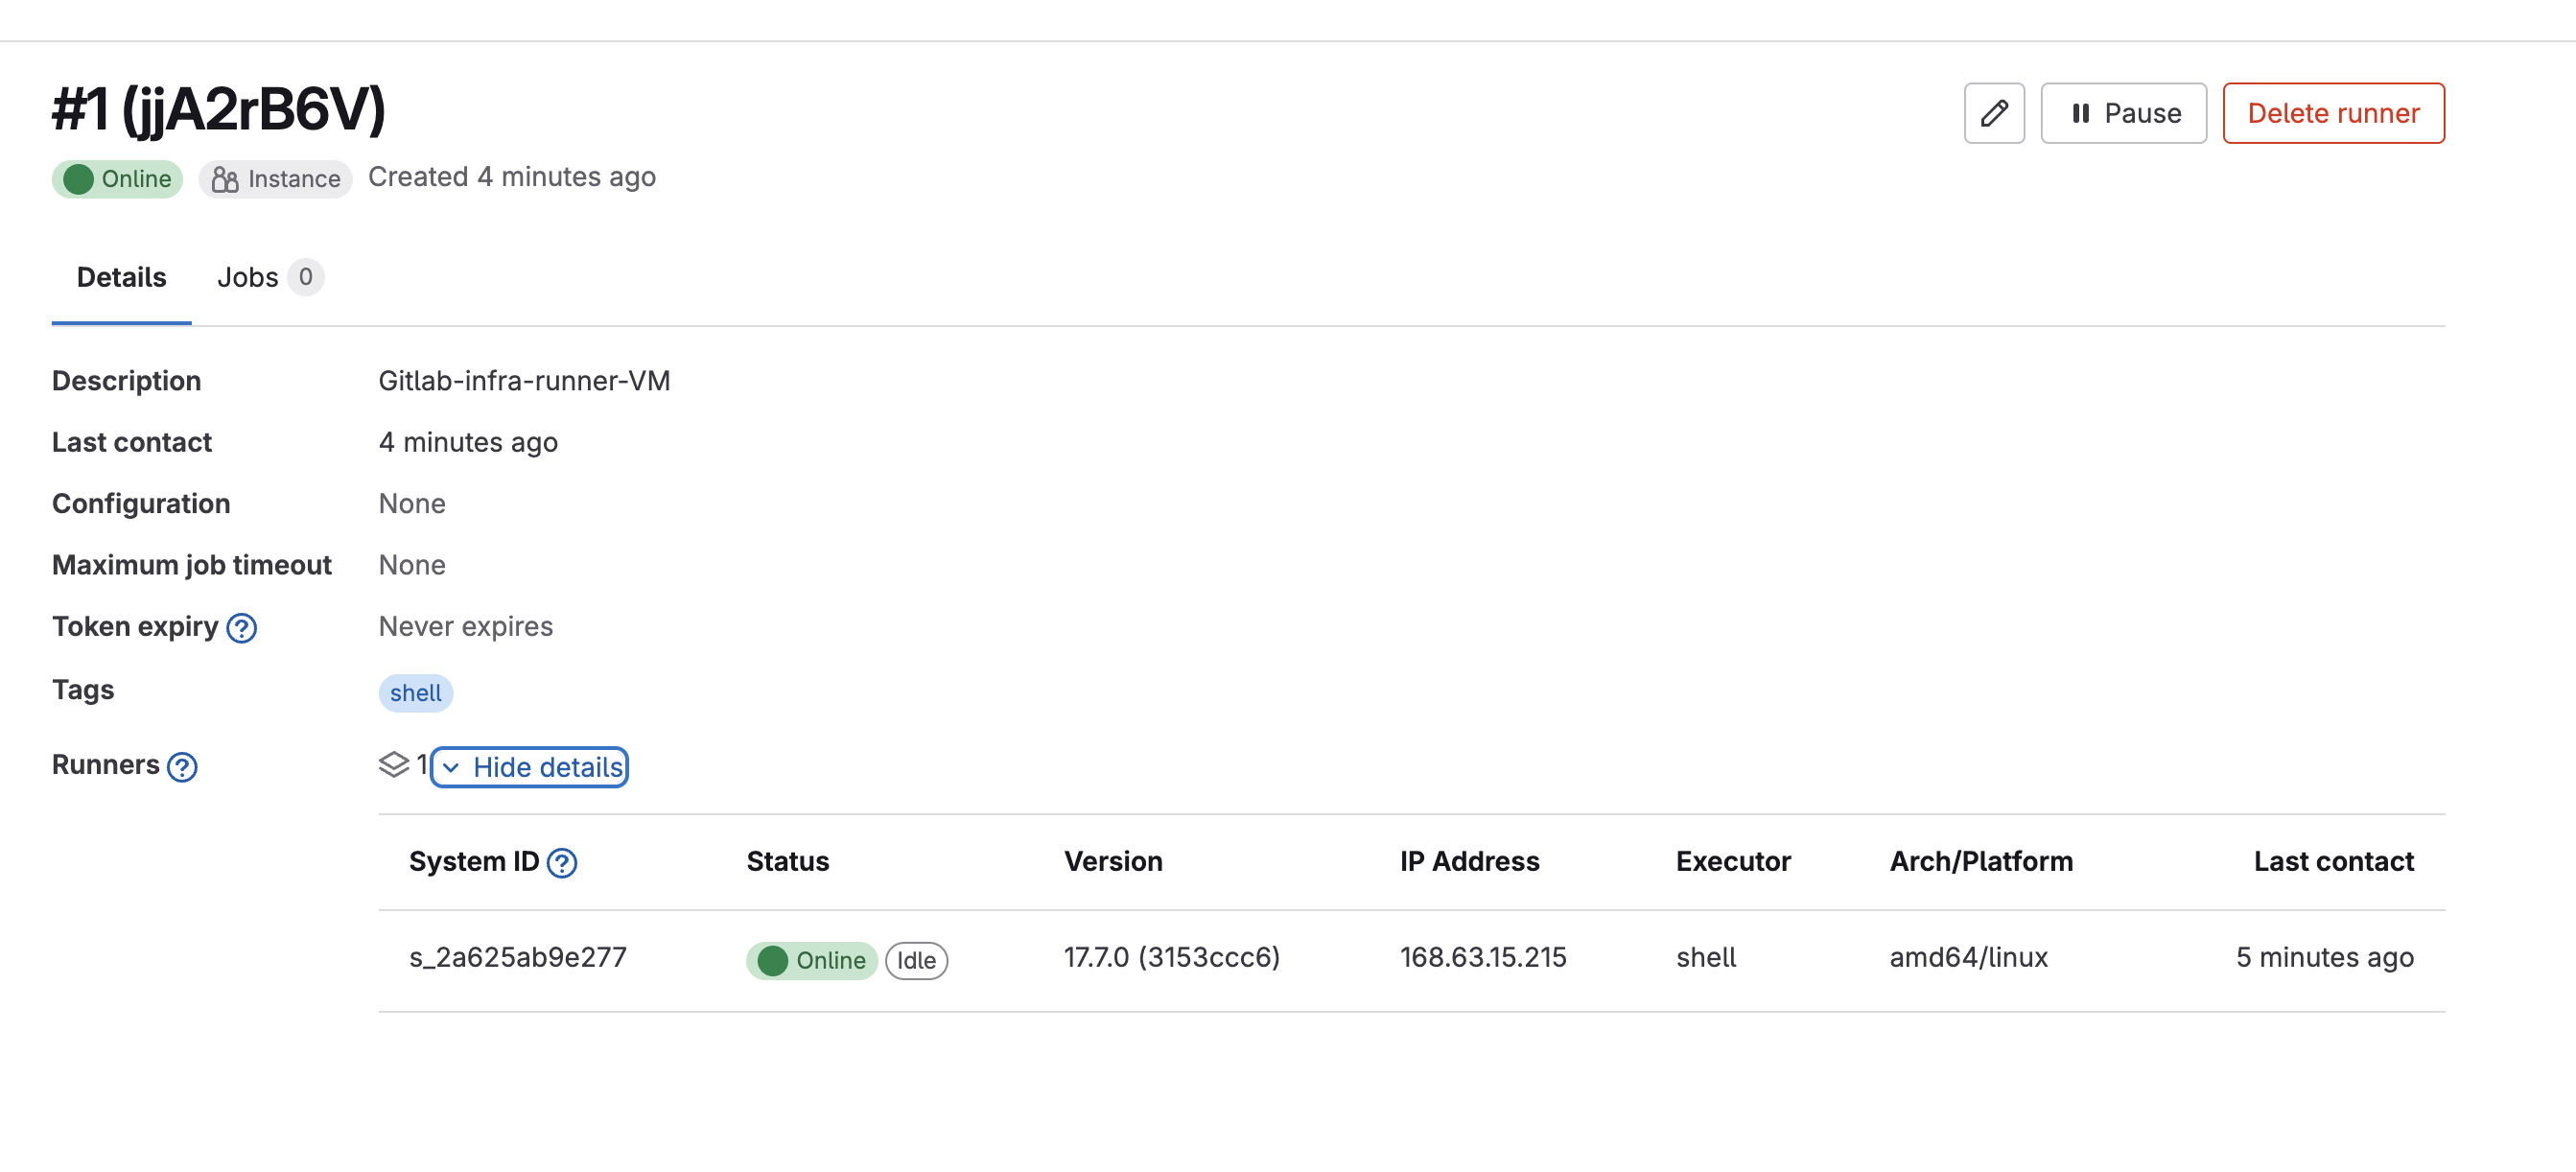 #1 (jjA2rB6V)
Pause
Delete runner
Online Instance Created 4 minutes ago
Details Jobs 0
Description Gitlab-infra-runner-VM
Last contact 4 minutes ago
Configuration None
Maximum job timeout None
Token expiry Never expires
Tags shell
Runners 1 Hide details
System ID Status Version IP Address Executor Arch/Platform Last contact
s_2a625ab9e277 Online Idle 17.7.0 (3153ccc6) 168.63.15.215 shell amd64/linux 5 minutes ago